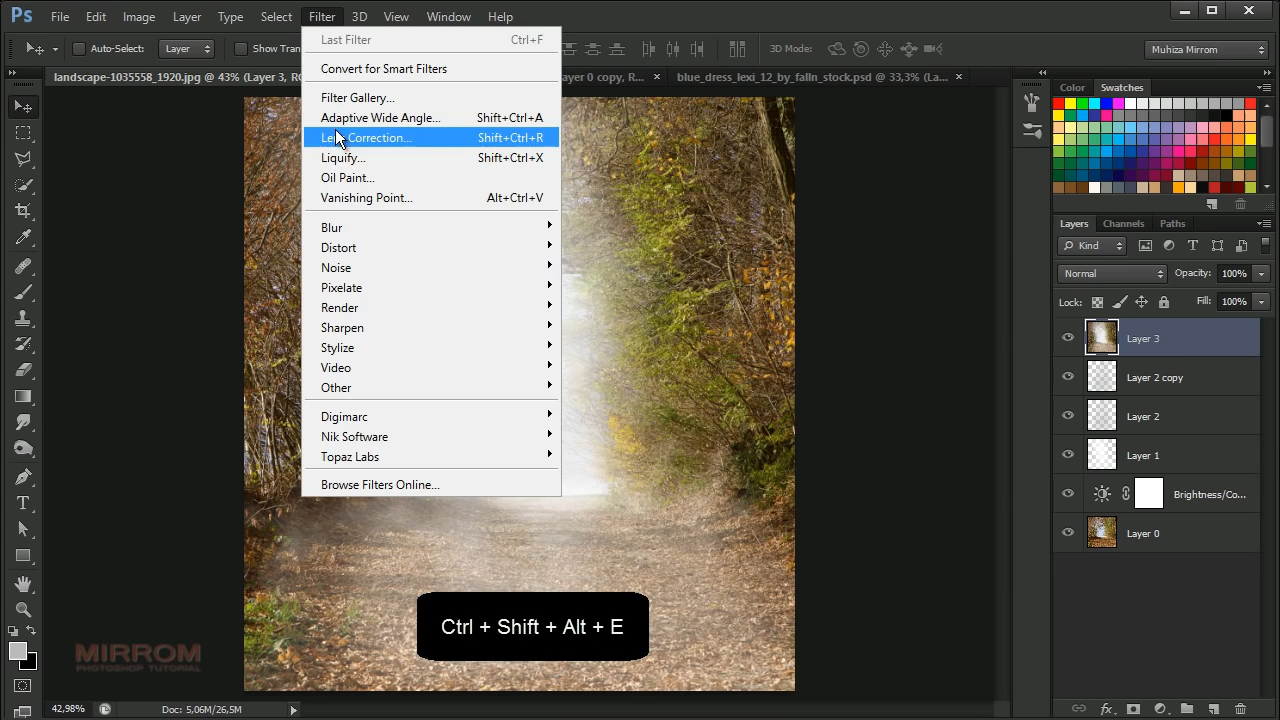 Ps File Edit Image Layer Type Select Filter 3D View Window Help
Auto-Select: Layer Show Tran 3D Mode: Muhiza Mirrom
landscape-1035558_1920.jpg @ 43% (Layer 3, RG ayer 0 copy, R... × blue_dress_lexi_12_by_falln_stock.psd @ 33,3% (La... ×
Last Filter Ctrl+F
Convert for Smart Filters
Filter Gallery...
Adaptive Wide Angle... Shift+Ctrl+A
Lens Correction... Shift+Ctrl+R
Liquify... Shift+Ctrl+X
Oil Paint...
Vanishing Point... Alt+Ctrl+V
Blur
Distort
Noise
Pixelate
Render
Sharpen
Stylize
Video
Other
Digimarc
Nik Software
Topaz Labs
Browse Filters Online...
Color Swatches
Layers Channels Paths
Kind
Normal Opacity: 100%
Lock: Fill: 100%
Layer 3
Layer 2 copy
Layer 2
Layer 1
Brightness/Co...
Layer 0
Ctrl + Shift + Alt + E
MIRROM
PHOTOSHOP TUTORIAL
42,98% Doc: 5,06M/26,5M